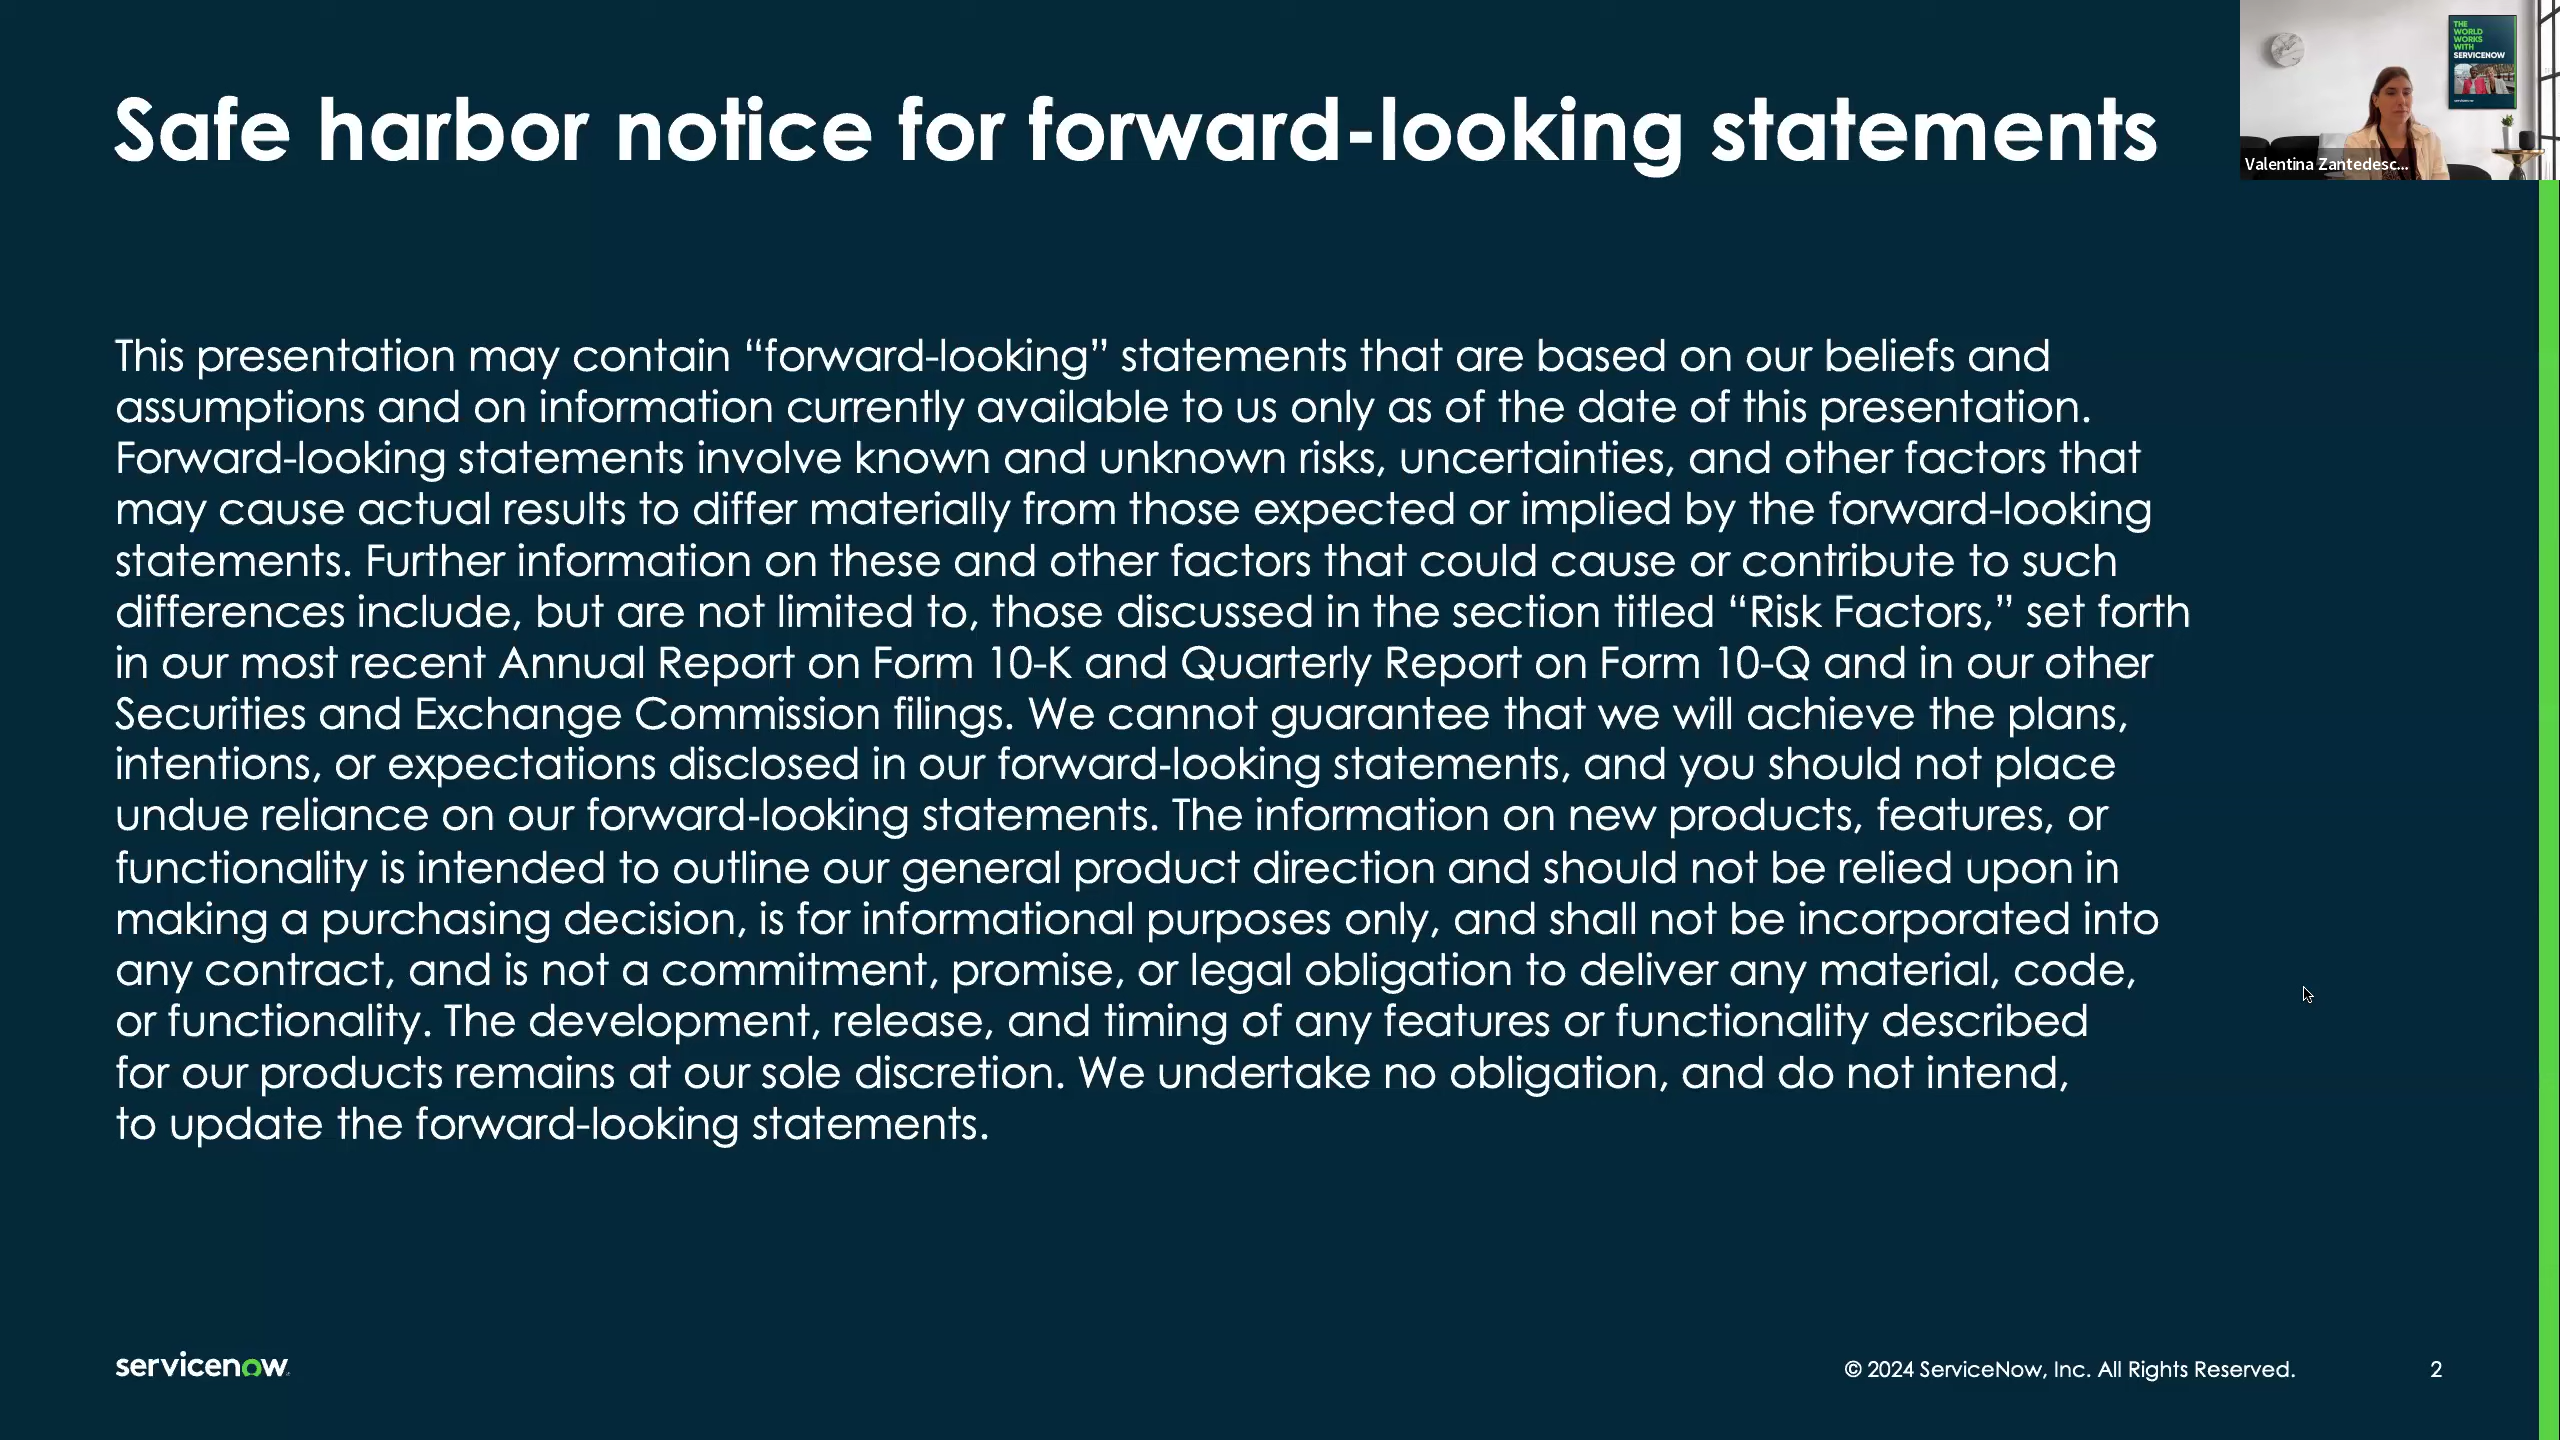 Safe harbor notice for forward-looking statements
THE
WORLD
WORKS
WITH
SERVICENOW
Valentina Zantedesc...
This presentation may contain “forward-looking” statements that are based on our beliefs and
assumptions and on information currently available to us only as of the date of this presentation.
Forward-looking statements involve known and unknown risks, uncertainties, and other factors that
may cause actual results to differ materially from those expected or implied by the forward-looking
statements. Further information on these and other factors that could cause or contribute to such
differences include, but are not limited to, those discussed in the section titled “Risk Factors,” set forth
in our most recent Annual Report on Form 10-K and Quarterly Report on Form 10-Q and in our other
Securities and Exchange Commission filings. We cannot guarantee that we will achieve the plans,
intentions, or expectations disclosed in our forward-looking statements, and you should not place
undue reliance on our forward-looking statements. The information on new products, features, or
functionality is intended to outline our general product direction and should not be relied upon in
making a purchasing decision, is for informational purposes only, and shall not be incorporated into
any contract, and is not a commitment, promise, or legal obligation to deliver any material, code,
or functionality. The development, release, and timing of any features or functionality described
for our products remains at our sole discretion. We undertake no obligation, and do not intend,
to update the forward-looking statements.
servicenow
© 2024 ServiceNow, Inc. All Rights Reserved.
2